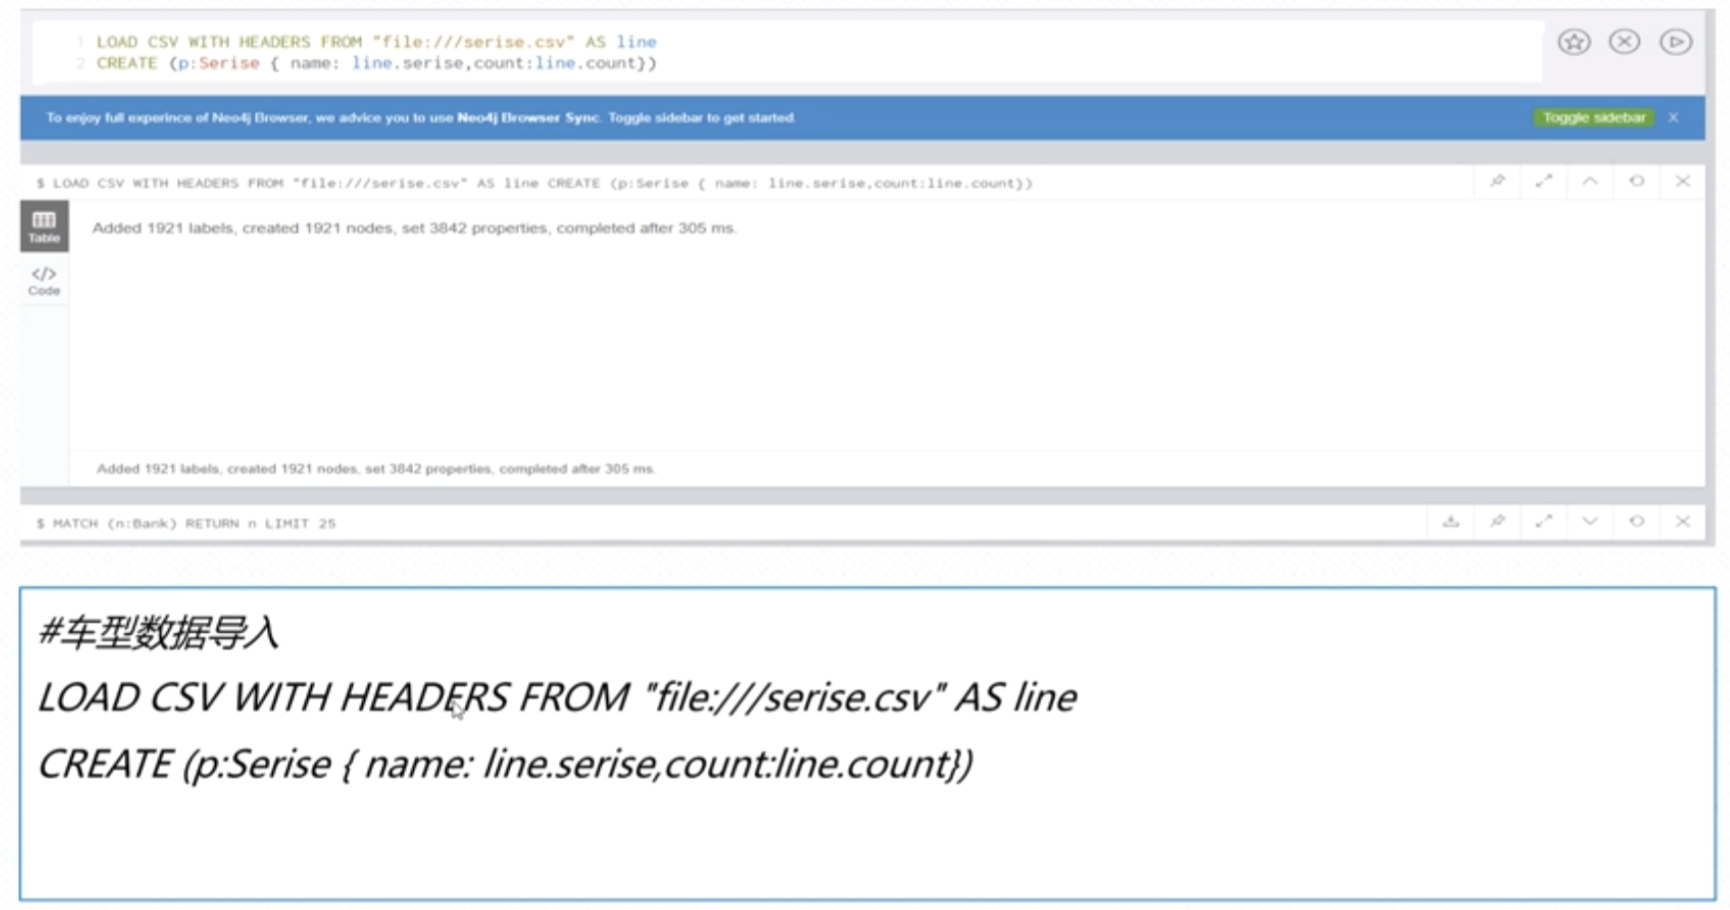 1 LOAD CSV WITH HEADERS FROM "file:///serise.csv" AS line
2 CREATE (p:Serise { name: line.serise,count:line.count})
To enjoy full experince of Neo4j Browser, we advice you to use Neo4j Browser Sync. Toggle sidebar to get started.
Toggle sidebar X
$ LOAD CSV WITH HEADERS FROM "file:///serise.csv" AS line CREATE (p:Serise { name: line.serise,count:line.count})
Table
Added 1921 labels, created 1921 nodes, set 3842 properties, completed after 305 ms.
</>
Code
Added 1921 labels, created 1921 nodes, set 3842 properties, completed after 305 ms.
$ MATCH (n:Bank) RETURN n LIMIT 25
#车型数据导入
LOAD CSV WITH HEADERS FROM "file:///serise.csv" AS line
CREATE (p:Serise { name: line.serise,count:line.count})